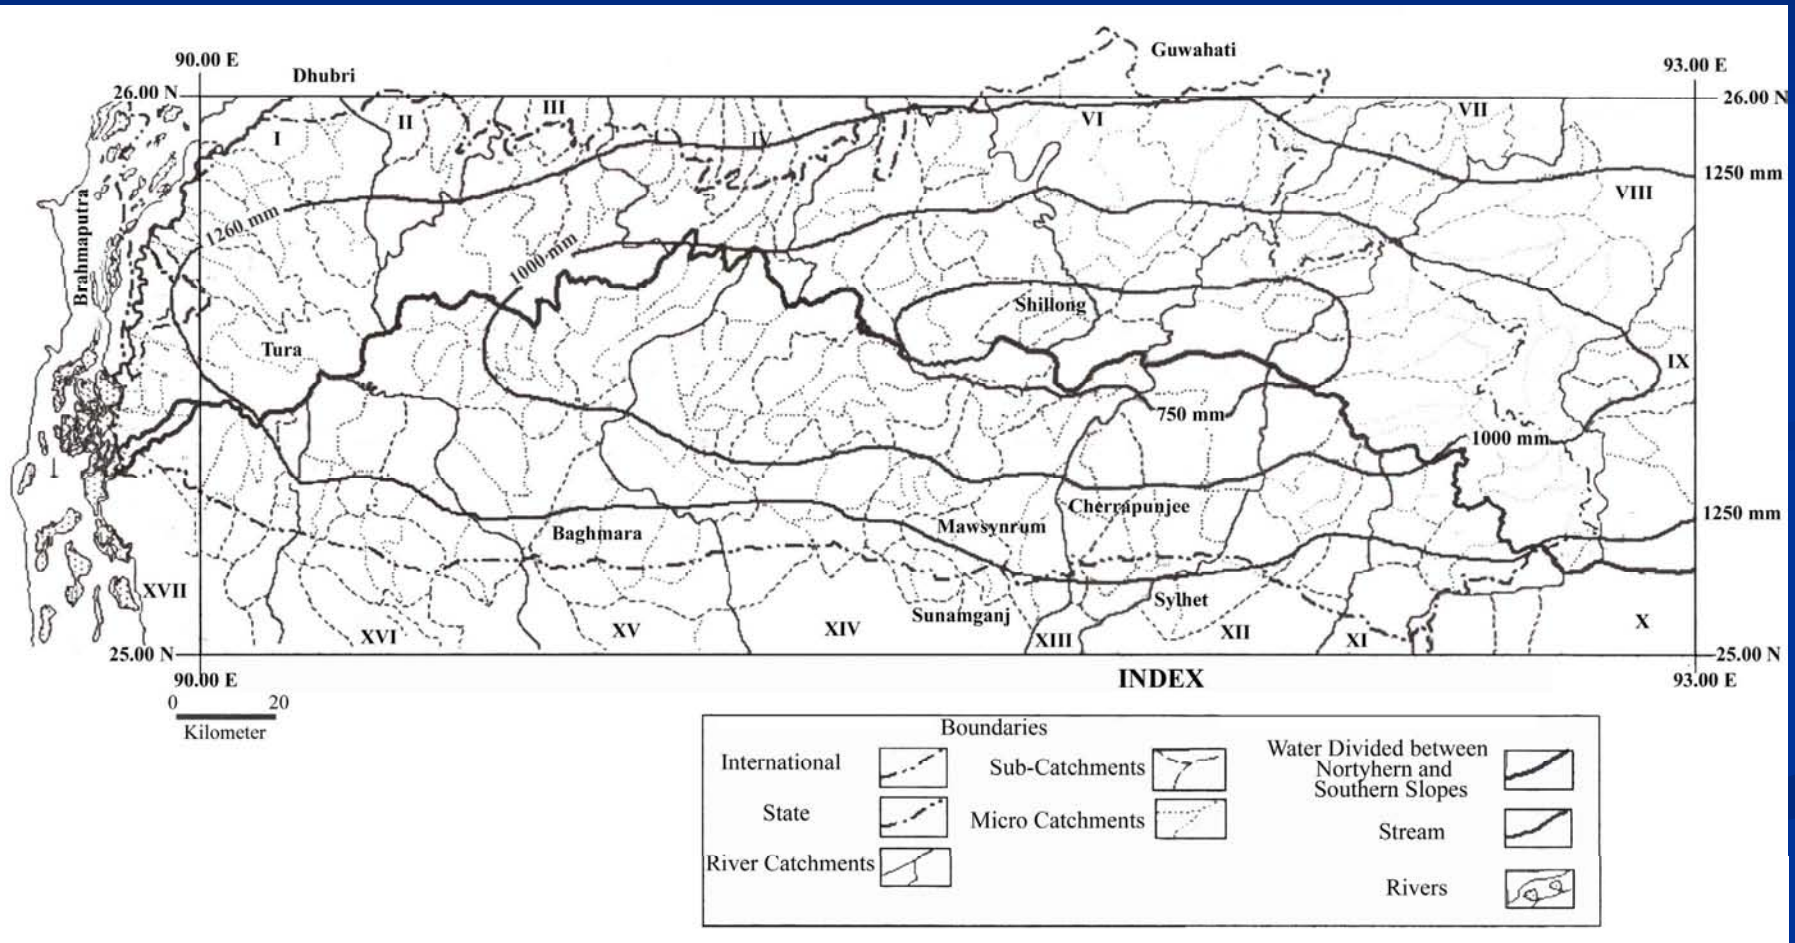 90.00 E
Dhubri
Guwahati
93.00 E
26.00 N
26.00 N
I
II
III
IV
V
VI
VII
VIII
1250 mm
1260 mm
1000 mm
Brahmaputra
Shillong
Tura
IX
750 mm
1000 mm
Cherrapunjee
1250 mm
Mawsynrum
Baghmara
XVII
Sylhet
Sunamganj
XVI
XV
XIV
XIII
XII
XI
X
25.00 N
25.00 N
90.00 E
INDEX
93.00 E
0 20
Kilometer
Boundaries
International
State
River Catchments
Sub-Catchments
Micro Catchments
Water Divided between
Nortyhern and
Southern Slopes
Stream
Rivers